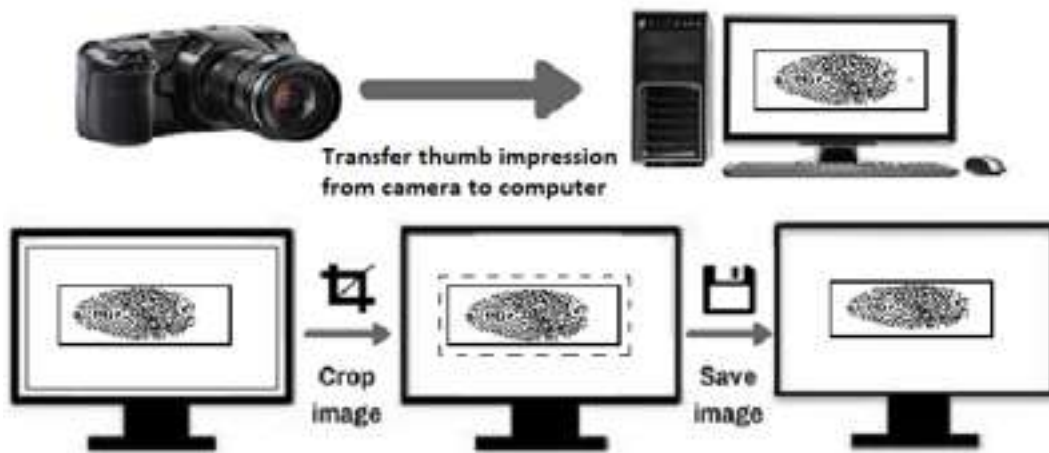 Transfer thumb impression
from camera to computer
Crop
image
Save
image